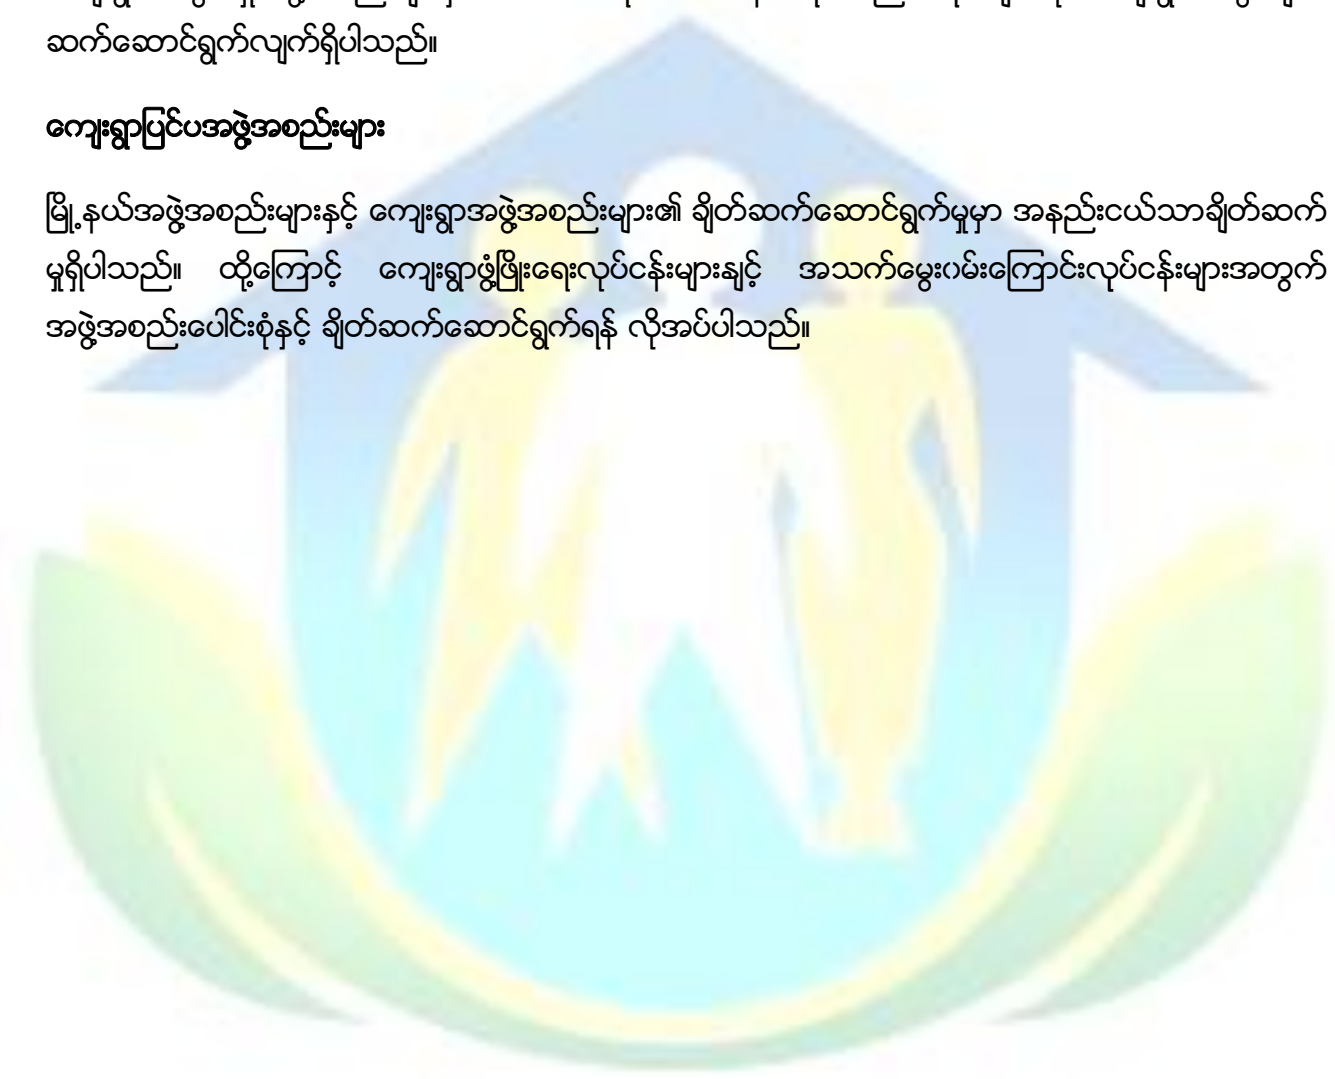 ဆက်ဆောင်ရွက်လျက်ရှိပါသည်။
ကျေးရွာပြင်ပအဖွဲ့အစည်းများ
မြို့နယ်အဖွဲ့အစည်းများနှင့် ကျေးရွာအဖွဲ့အစည်းများ၏ ချိတ်ဆက်ဆောင်ရွက်မှုမှာ အနည်းငယ်သာချိတ်ဆက်
မှုရှိပါသည်။ ထို့ကြောင့် ကျေးရွာဖွံ့ဖြိုးရေးလုပ်ငန်းများနျင့် အသက်မွေးဝမ်းကြောင်းလုပ်ငန်းများအတွက်
အဖွဲ့အစည်းပေါင်းစုံနှင့် ချိတ်ဆက်ဆောင်ရွက်ရန် လိုအပ်ပါသည်။